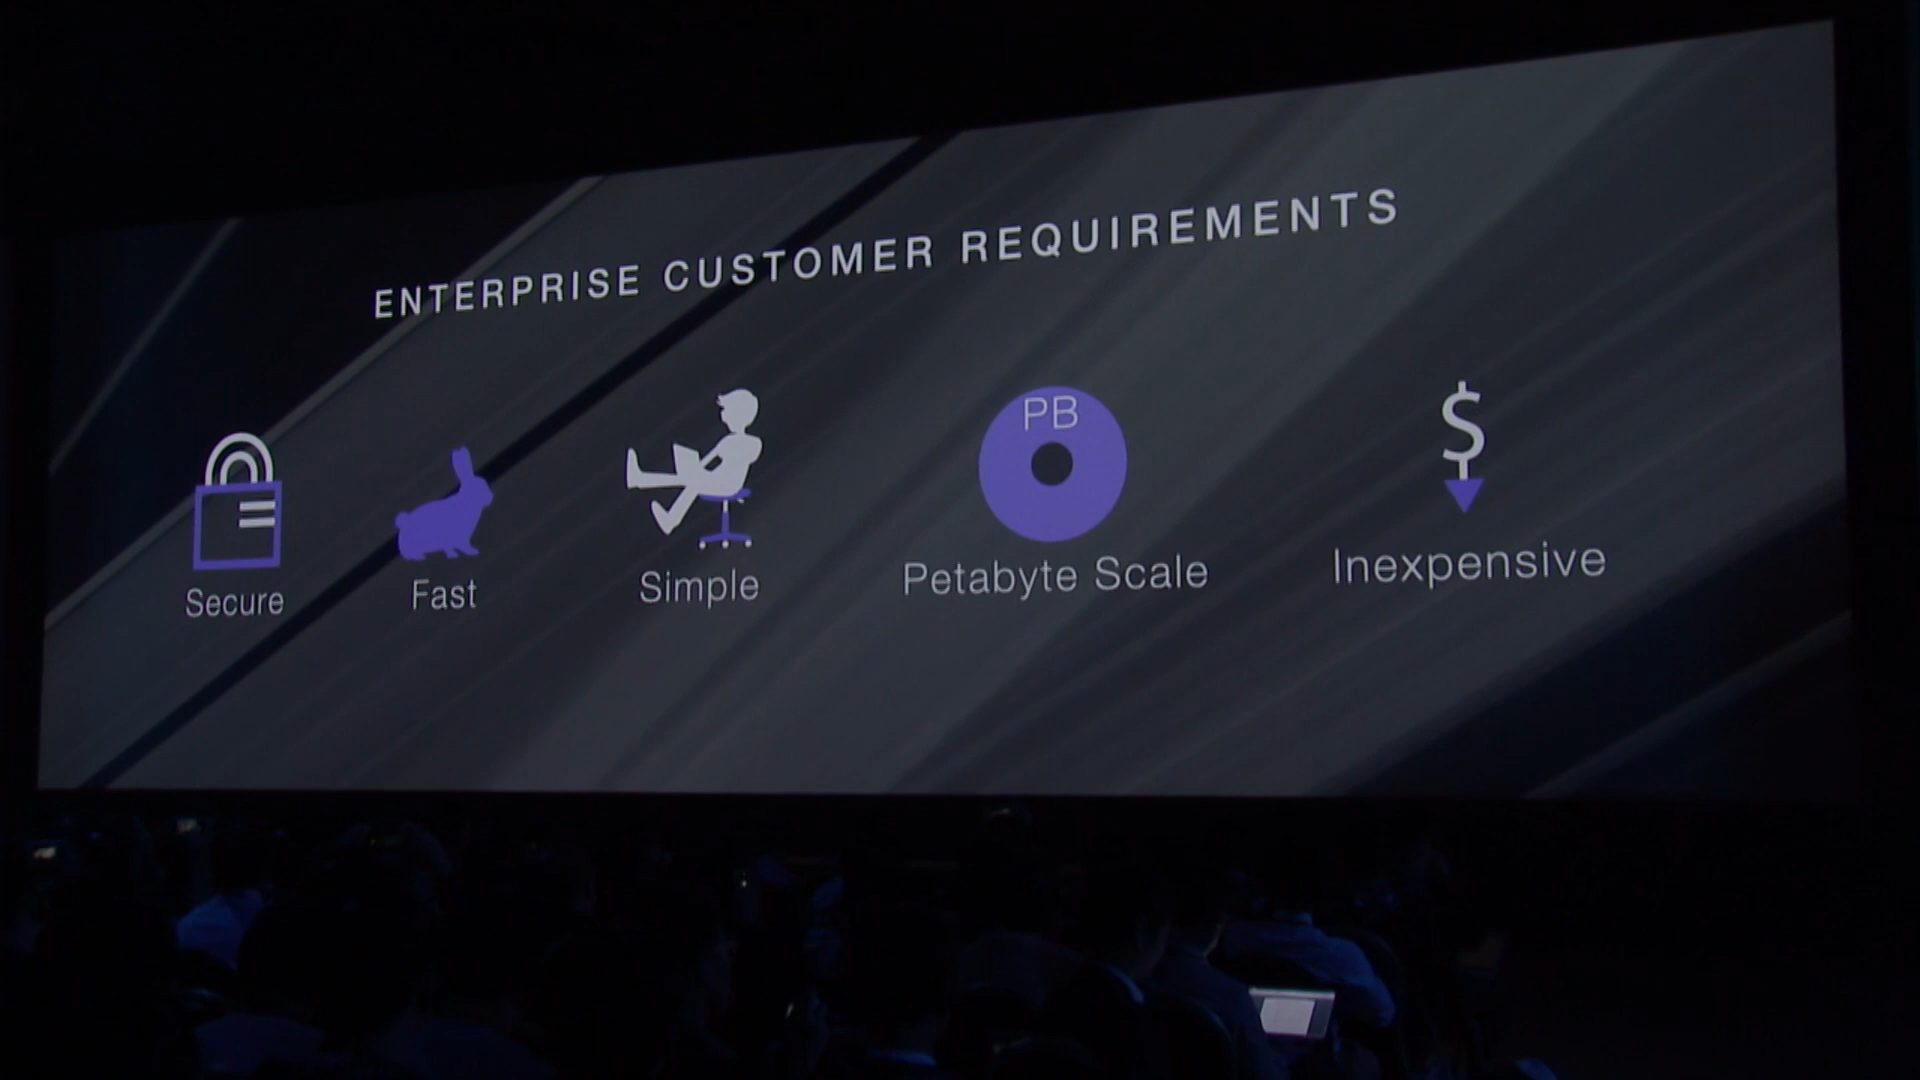 ENTERPRISE CUSTOMER REQUIREMENTS
PB
$
Secure
Fast
Simple
Petabyte Scale
Inexpensive